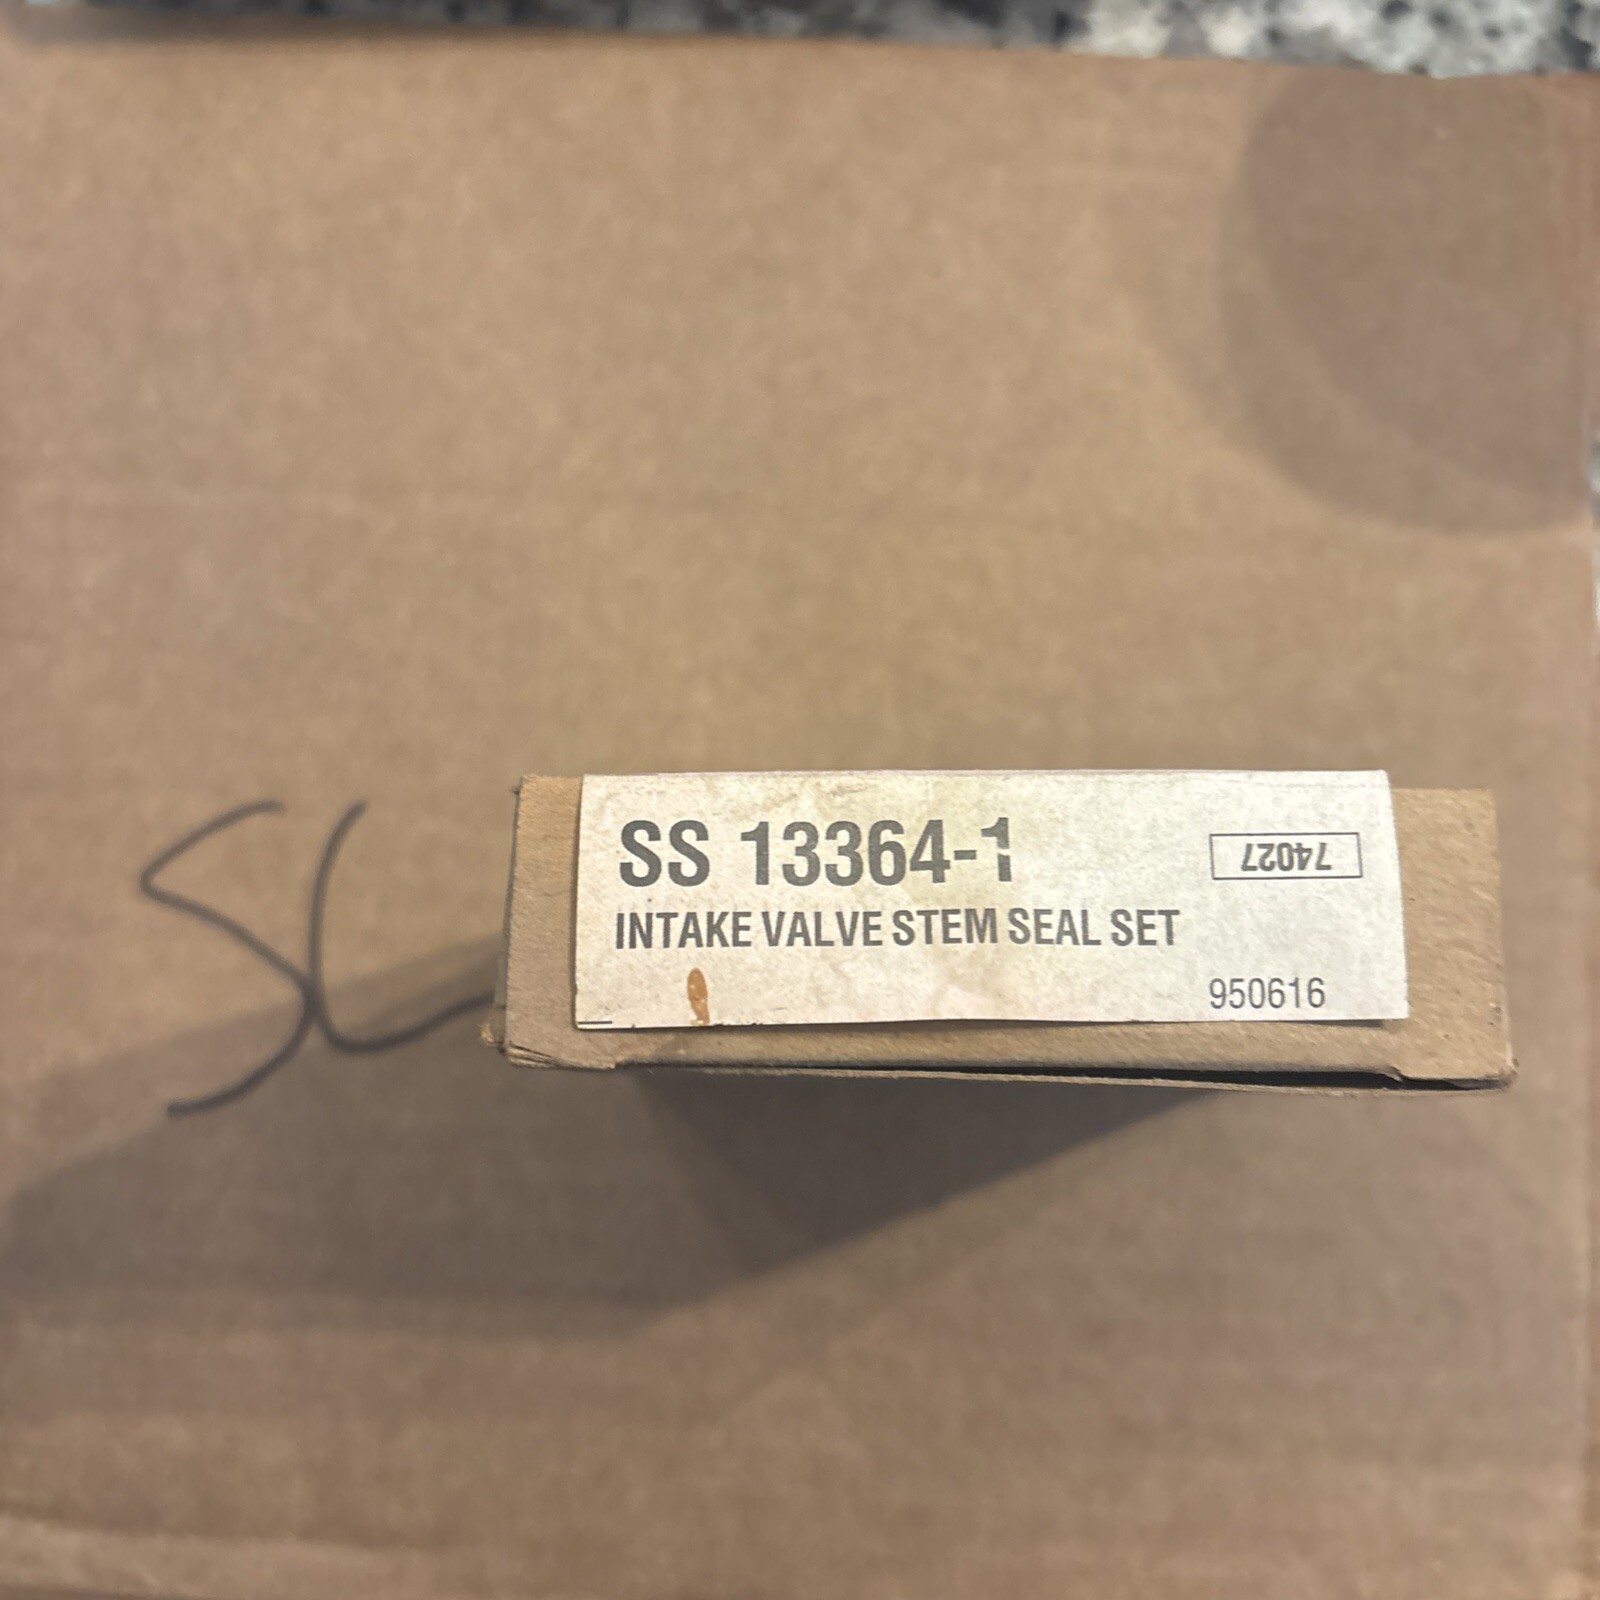 SS 13364-1
74027
INTAKE VALVE STEM SEAL SET
950616